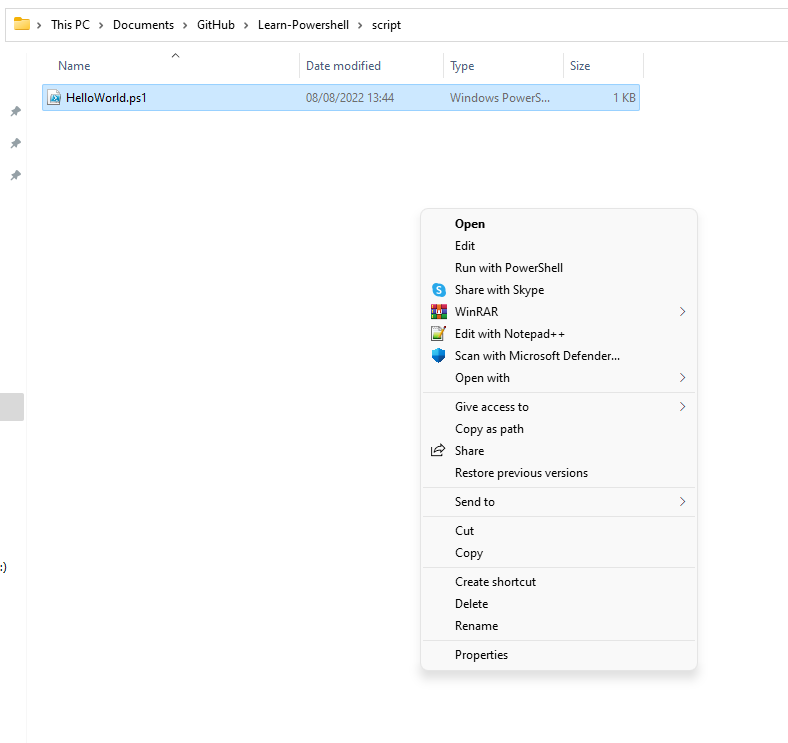 This PC > Documents > GitHub > Learn-Powershell > script
Name Date modified Type Size
HelloWorld.ps1 08/08/2022 13:44 Windows PowerS... 1 KB
Open
Edit
Run with PowerShell
Share with Skype
WinRAR
Edit with Notepad++
Scan with Microsoft Defender...
Open with
Give access to
Copy as path
Share
Restore previous versions
Send to
Cut
Copy
:)
Create shortcut
Delete
Rename
Properties